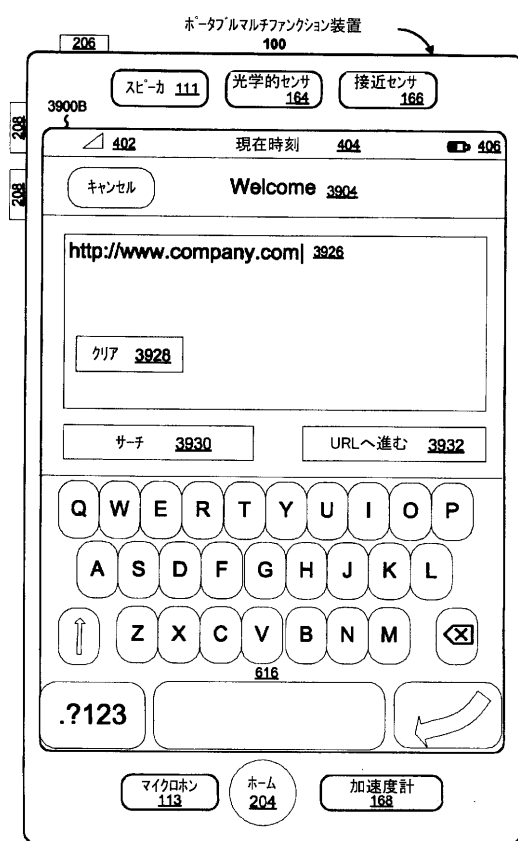 ポータブルマルチファンクション装置
100
206
スピーカ 111
光学的センサ
164
接近センサ
166
3900B
208
208
402
現在時刻 404
406
キャンセル
Welcome 3904
http://www.company.com 3926
クリア 3928
サーチ 3930
URLへ進む 3932
Q W E R T Y U I O P
A S D F G H J K L
Z X C V B N M
616
.?123
マイクロホン
113
ホーム
204
加速度計
168